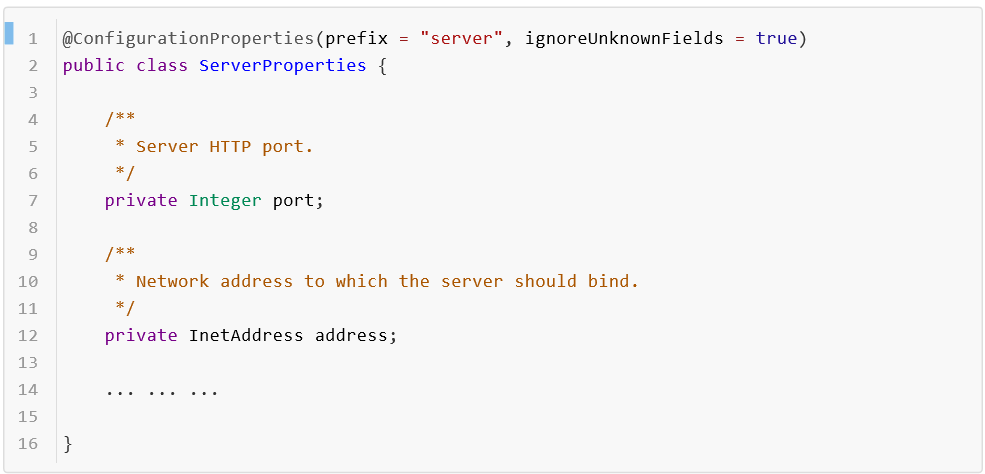 1 @ConfigurationProperties(prefix = "server", ignoreUnknownFields = true)
2 public class ServerProperties {
3
4     /**
5      * Server HTTP port.
6      */
7     private Integer port;
8
9     /**
10      * Network address to which the server should bind.
11      */
12     private InetAddress address;
13
14     ... ... ...
15
16 }